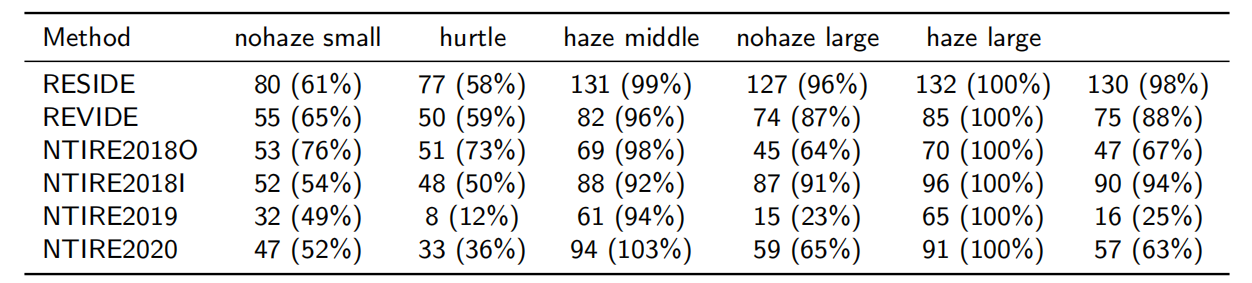 Method nohaze small hurtle haze middle nohaze large haze large
RESIDE 80 (61%) 77 (58%) 131 (99%) 127 (96%) 132 (100%) 130 (98%)
REVIDE 55 (65%) 50 (59%) 82 (96%) 74 (87%) 85 (100%) 75 (88%)
NTIRE2018O 53 (76%) 51 (73%) 69 (98%) 45 (64%) 70 (100%) 47 (67%)
NTIRE2018I 52 (54%) 48 (50%) 88 (92%) 87 (91%) 96 (100%) 90 (94%)
NTIRE2019 32 (49%) 8 (12%) 61 (94%) 15 (23%) 65 (100%) 16 (25%)
NTIRE2020 47 (52%) 33 (36%) 94 (103%) 59 (65%) 91 (100%) 57 (63%)